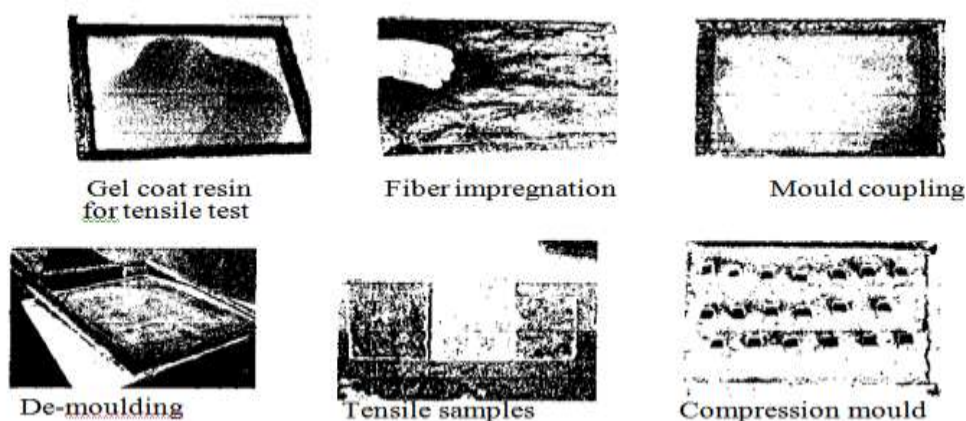 Gel coat resin
for tensile test
Fiber impregnation
Mould coupling
De-moulding
Tensile samples
Compression mould